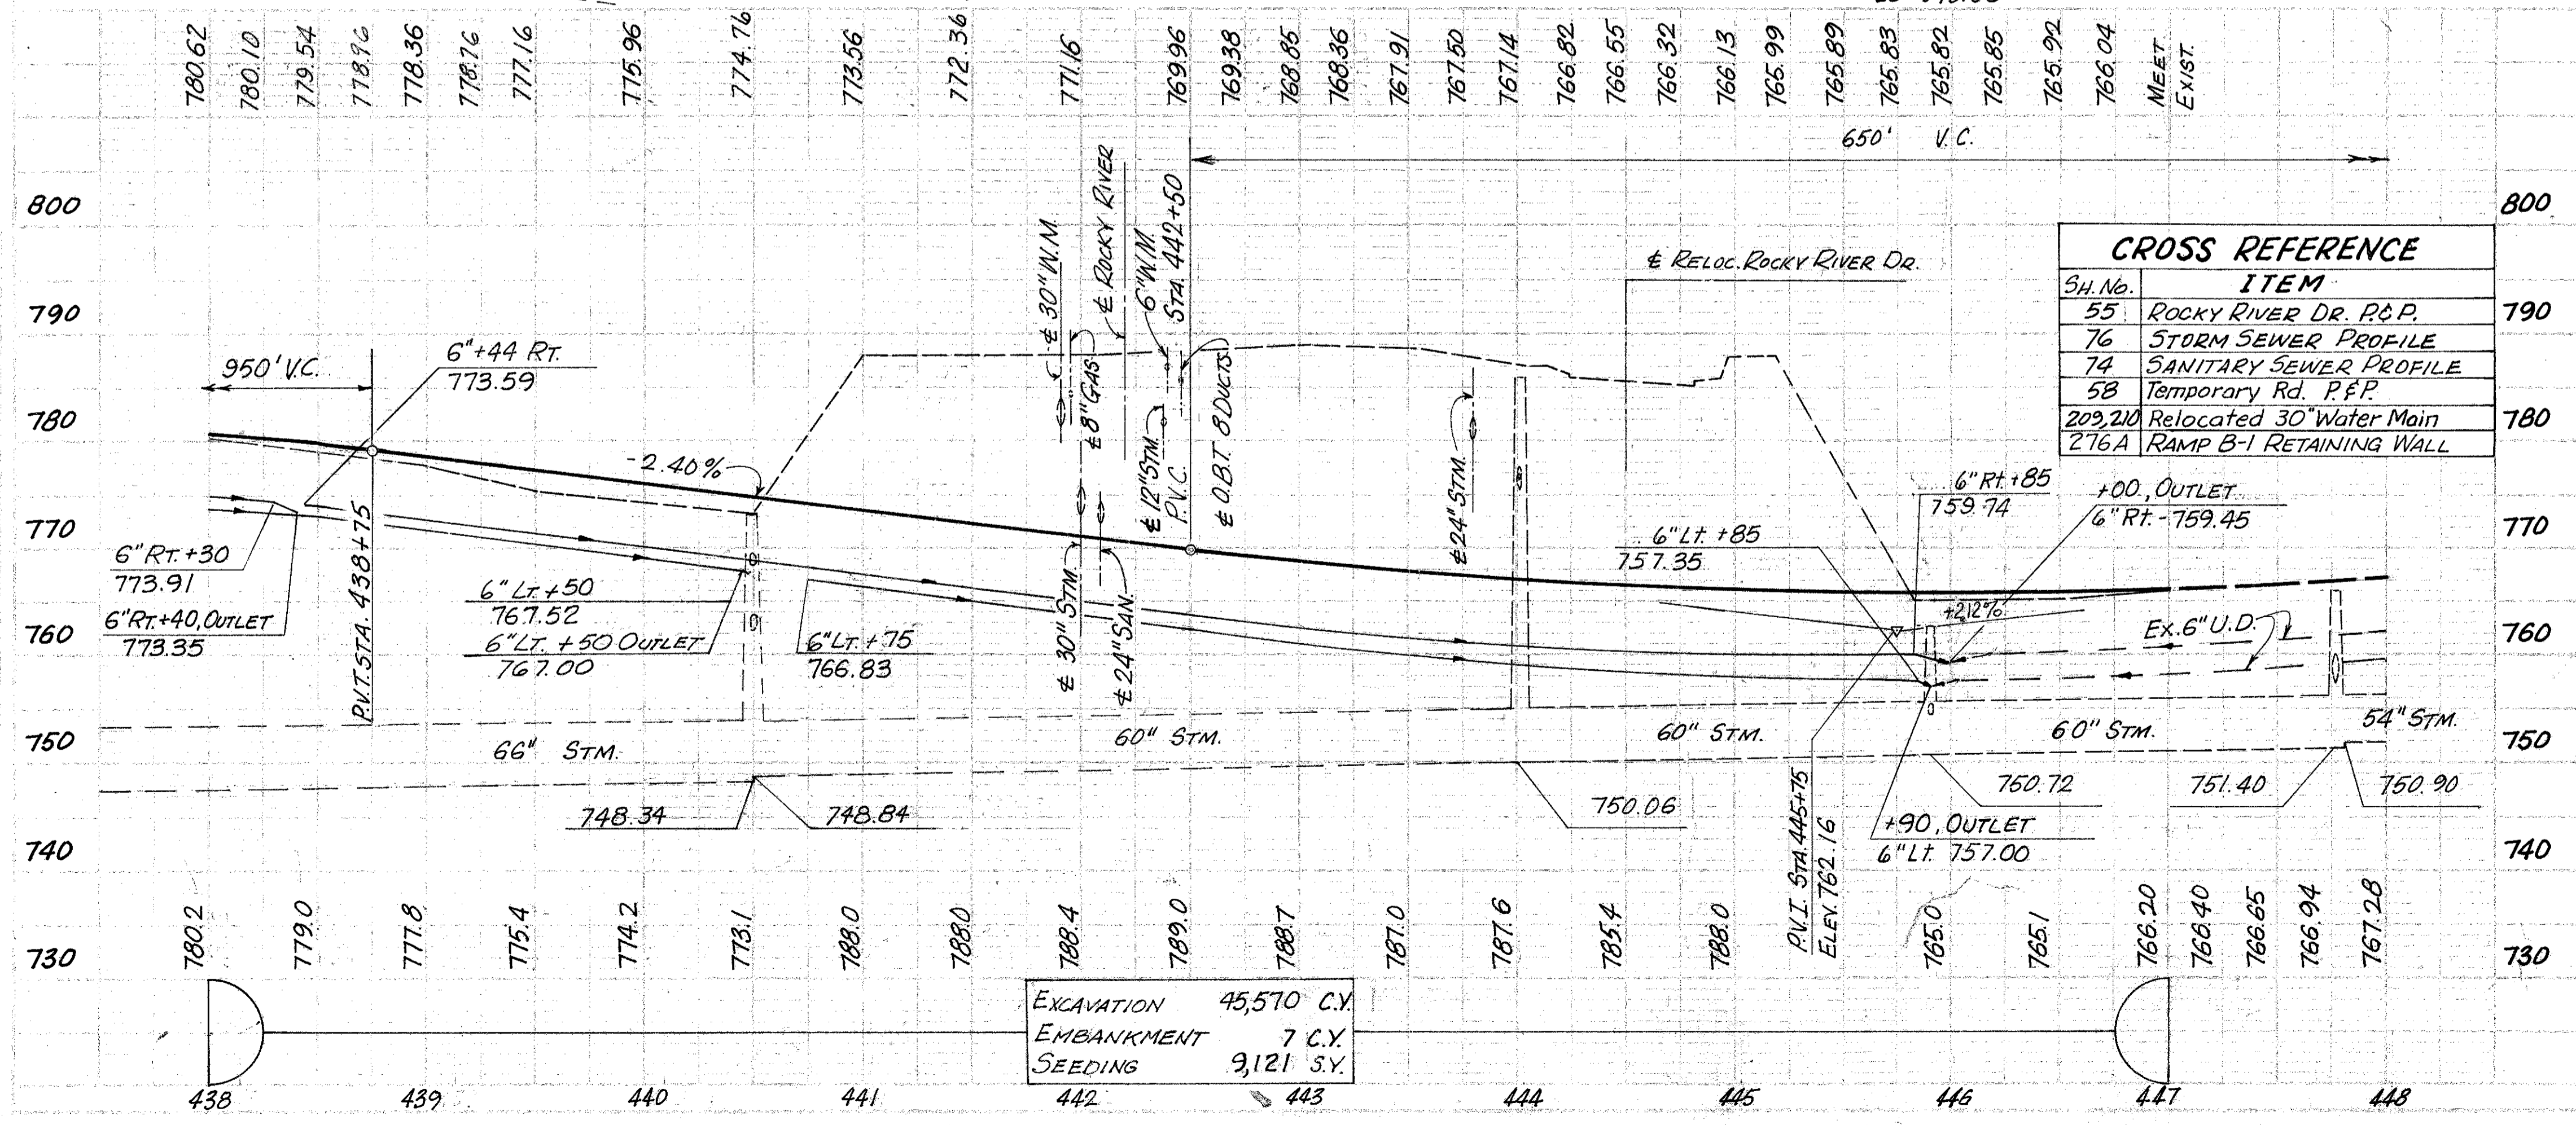 780.62
780.10
779.54
778.96
778.36
778.76
777.16
775.96
774.76
773.56
772.36
771.16
769.96
769.38
768.85
768.36
767.91
767.50
767.14
766.82
766.55
766.32
766.13
765.99
765.89
765.83
765.82
765.85
765.92
766.04
MEET
EXIST.
650' V.C.
800
800
℄ 30" W.M.
℄ 8" GAS
℄ ROCKY RIVER
6" W.M.
STA. 442+50
℄ RELOC. ROCKY RIVER DR.
CROSS REFERENCE
SH. NO. ITEM
55 ROCKY RIVER DR. P.&P.
76 STORM SEWER PROFILE
74 SANITARY SEWER PROFILE
58 Temporary Rd. P.&P.
209,210 Relocated 30" Water Main
276A RAMP B-1 RETAINING WALL
790
790
950' V.C.
6"+44 RT.
773.59
780
780
-2.40%
℄ 12" STM.
P.V.C.
℄ O.B.T. 8 DUCTS
℄ 24" STM.
6" Rt. +85
759.74
+00, OUTLET
6" Rt. - 759.45
770
770
6" RT. +30
773.91
6" RT. +40, OUTLET
773.35
P.V.T. STA. 438+75
6" LT. +50
767.52
6" LT. +50 OUTLET
767.00
6" LT. +75
766.83
℄ 30" STM
℄ 24" SAN.
6" Lt. +85
757.35
+2.12%
EX. 6" U.D.
760
760
750
750
66" STM.
60" STM.
60" STM.
60" STM.
54" STM.
748.34
748.84
750.06
P.V.I. STA. 445+75
ELEV. 762.16
750.72
751.40
750.90
+90, OUTLET
6" Lt. 757.00
740
740
730
730
780.2
779.0
777.8
775.4
774.2
773.1
788.0
788.0
788.4
789.0
788.7
787.0
787.6
785.4
788.0
765.0
765.1
766.20
766.40
766.65
766.94
767.28
EXCAVATION 45,570 C.Y.
EMBANKMENT 7 C.Y.
SEEDING 9,121 S.Y.
438
439
440
441
442
443
444
445
446
447
448